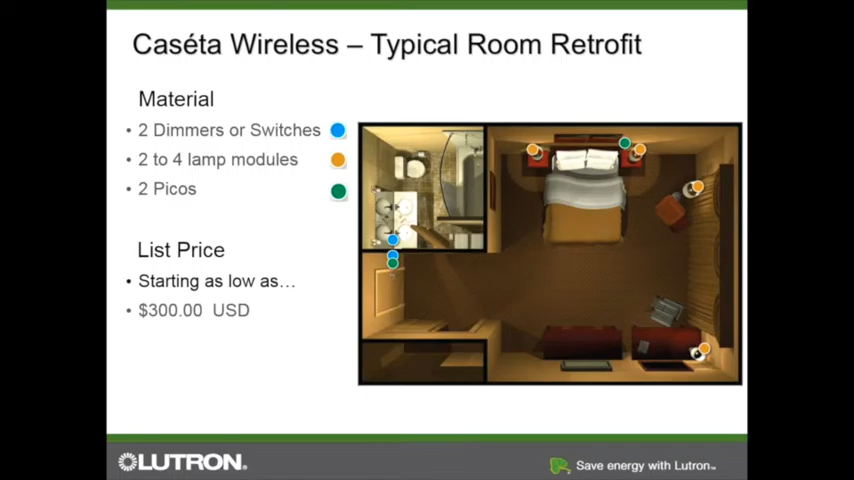 Caséta Wireless – Typical Room Retrofit
Material
• 2 Dimmers or Switches
• 2 to 4 lamp modules
• 2 Picos
List Price
• Starting as low as…
• $300.00 USD
LUTRON®
Save energy with Lutron™